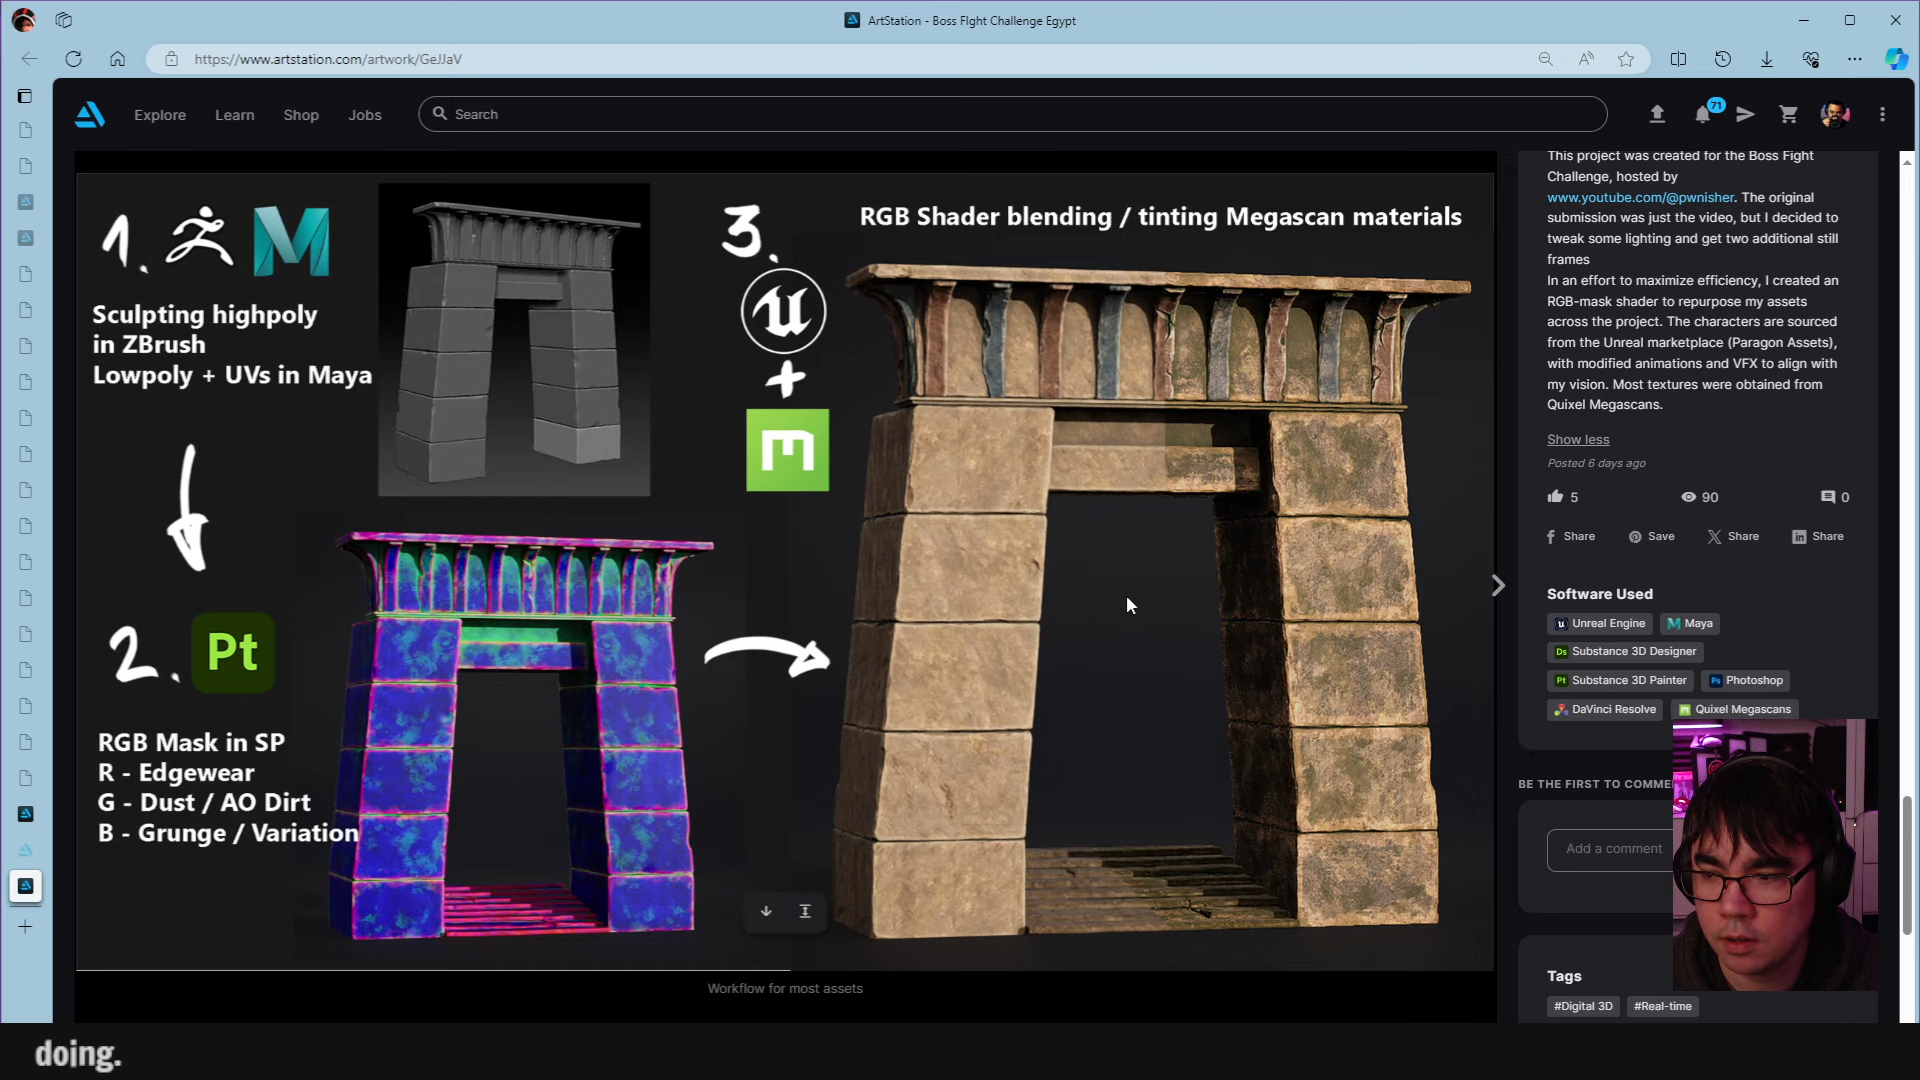 ArtStation - Boss FIght Challenge Egypt
https://www.artstation.com/artwork/GeJJaV
Explore
Learn
Shop
Jobs
Search
71
1.
Sculpting highpoly
in ZBrush
Lowpoly + UVs in Maya
2.
Pt
RGB Mask in SP
R - Edgewear
G - Dust / AO Dirt
B - Grunge / Variation
3.
+
RGB Shader blending / tinting Megascan materials
Workflow for most assets
This project was created for the Boss Fight
Challenge, hosted by
www.youtube.com/@pwnisher. The original
submission was just the video, but I decided to
tweak some lighting and get two additional still
frames
In an effort to maximize efficiency, I created an
RGB-mask shader to repurpose my assets
across the project. The characters are sourced
from the Unreal marketplace (Paragon Assets),
with modified animations and VFX to align with
my vision. Most textures were obtained from
Quixel Megascans.
Show less
Posted 6 days ago
5
90
0
Share
Save
Share
Share
Software Used
Unreal Engine
Maya
Ds Substance 3D Designer
Pt Substance 3D Painter
Ps Photoshop
DaVinci Resolve
Quixel Megascans
BE THE FIRST TO COMME
Add a comment
Tags
#Digital 3D
#Real-time
doing.